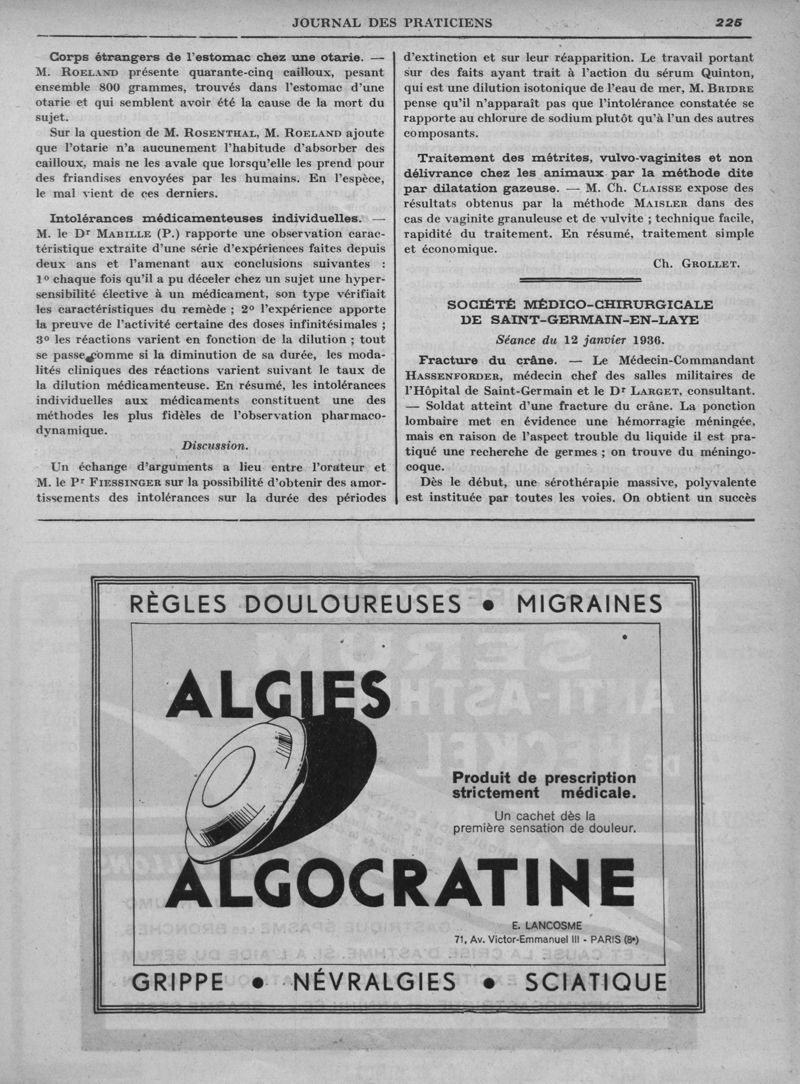 JOURNAL DES PRATICIENS
225
Corps étrangers de l'estomac chez une otarie. —
M. ROELAND présente quarante-cinq cailloux, pesant
ensemble 800 grammes, trouvés dans l'estomac d'une
otarie et qui semblent avoir été la cause de la mort du
sujet.
Sur la question de M. ROSENTHAL, M. ROELAND ajoute
que l'otarie n'a aucunement l'habitude d'absorber des
cailloux, mais ne les avale que lorsqu'elle les prend pour
des friandises envoyées par les humains. En l'espèce,
le mal vient de ces derniers.
Intolérances médicamenteuses individuelles. —
M. le Dr MABILLE (P.) rapporte une observation carac-
téristique extraite d'une série d'expériences faites depuis
deux ans et l'amenant aux conclusions suivantes :
1o chaque fois qu'il a pu déceler chez un sujet une hyper-
sensibilité élective à un médicament, son type vérifiait
les caractéristiques du remède ; 2o l'expérience apporte
la preuve de l'activité certaine des doses infinitésimales ;
3o les réactions varient en fonction de la dilution ; tout
se passe comme si la diminution de sa durée, les moda-
lités cliniques des réactions varient suivant le taux de
la dilution médicamenteuse. En résumé, les intolérances
individuelles aux médicaments constituent une des
méthodes les plus fidèles de l'observation pharmaco-
dynamique.
Discussion.
Un échange d'arguments a lieu entre l'orateur et
M. le Pr FIESSINGER sur la possibilité d'obtenir des amor-
tissements des intolérances sur la durée des périodes
d'extinction et sur leur réapparition. Le travail portant
sur des faits ayant trait à l'action du sérum Quinton,
qui est une dilution isotonique de l'eau de mer, M. BRIDRE
pense qu'il n'apparaît pas que l'intolérance constatée se
rapporte au chlorure de sodium plutôt qu'à l'un des autres
composants.
Traitement des métrites, vulvo-vaginites et non
délivrance chez les animaux par la méthode dite
par dilatation gazeuse. — M. Ch. CLAISSE expose des
résultats obtenus par la méthode MAISLER dans des
cas de vaginite granuleuse et de vulvite ; technique facile,
rapidité du traitement. En résumé, traitement simple
et économique.
Ch. GROLLET.
SOCIÉTÉ MÉDICO-CHIRURGICALE
DE SAINT-GERMAIN-EN-LAYE
Séance du 12 janvier 1936.
Fracture du crâne. — Le Médecin-Commandant
HASSENFORDER, médecin chef des salles militaires de
l'Hôpital de Saint-Germain et le Dr LARGET, consultant.
— Soldat atteint d'une fracture du crâne. La ponction
lombaire met en évidence une hémorragie méningée,
mais en raison de l'aspect trouble du liquide il est pra-
tiqué une recherche de germes ; on trouve du méningo-
coque.
Dès le début, une sérothérapie massive, polyvalente
est instituée par toutes les voies. On obtient un succès
RÈGLES DOULOUREUSES • MIGRAINES
ALGIES
Produit de prescription
strictement médicale.
Un cachet dès la
première sensation de douleur.
ALGOCRATINE
E. LANCOSME
71, Av. Victor-Emmanuel III - PARIS (8e)
GRIPPE • NÉVRALGIES • SCIATIQUE